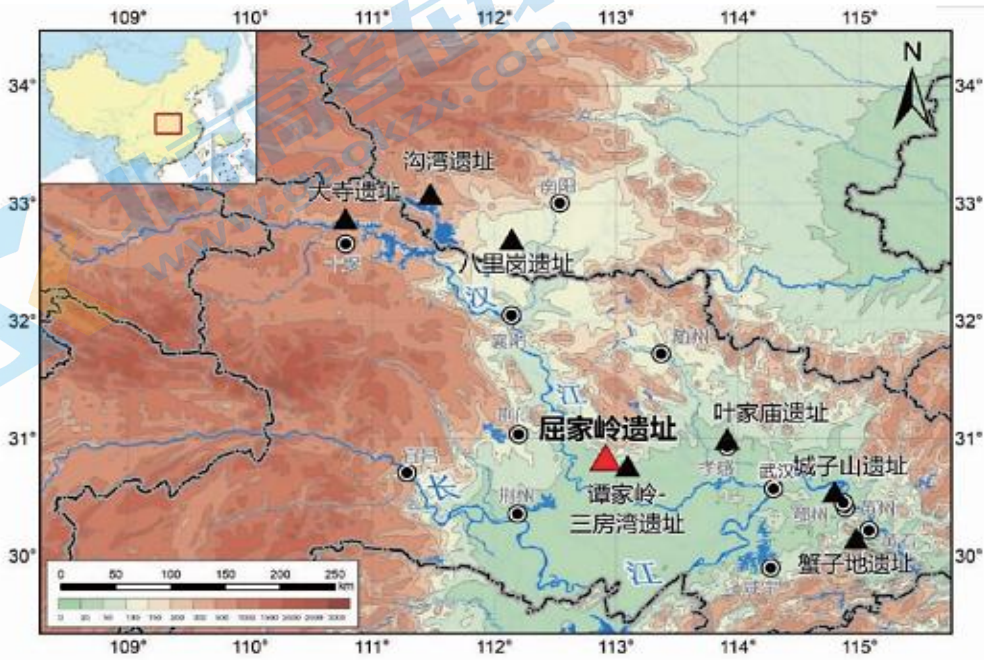 109° 110° 111° 112° 113° 114° 115°
N
34° 34°
沟湾遗址
大寺遗址
南阳
33° 33°
十堰
八里岗遗址
汉
32° 32°
襄阳
随州
江
叶家庙遗址
31° 31°
荆门
屈家岭遗址
宜昌
孝感
武汉
城子山遗址
长
荆州
谭家岭-
三房湾遗址
鄂州
黄州
30° 30°
江
咸宁
蟹子地遗址
0 50 100 150 200 250
km
109° 110° 111° 112° 113° 114° 115°